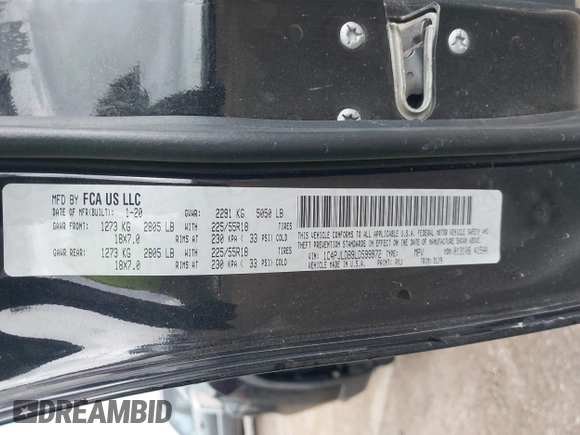 MFD BY FCA US LLC
DATE OF MFR(BUILT): 1-20 GVWR: 2291 KG 5050 LB
GAWR FRONT: 1273 KG 2805 LB WITH 225/55R18 TIRES
18X7.0 RIMS AT 230 KPA ( 33 PSI) COLD
GAWR REAR: 1273 KG 2805 LB WITH 225/55R18 TIRES
18X7.0 RIMS AT 230 KPA ( 33 PSI) COLD
THIS VEHICLE CONFORMS TO ALL APPLICABLE U.S.A. FEDERAL MOTOR VEHICLE SAFETY AND
THEFT PREVENTION STANDARDS IN EFFECT ON THE DATE OF MANUFACTURE SHOWN ABOVE.
VIN: 1C4PJLDB9LD599972 MPV
VEHICLE MADE IN U.S.A. PAINT: PXJ
DREAMBID